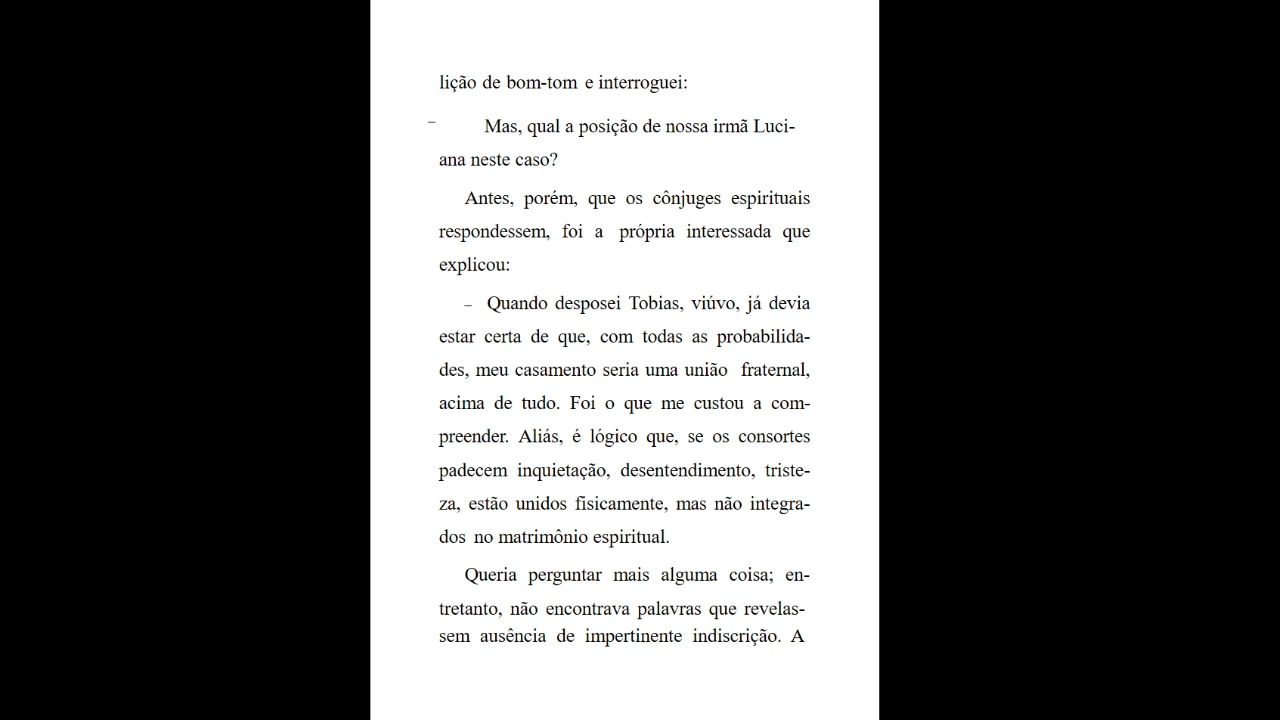 lição de bom-tom e interroguei:
– Mas, qual a posição de nossa irmã Luci-
ana neste caso?
Antes, porém, que os cônjuges espirituais
respondessem, foi a própria interessada que
explicou:
– Quando desposei Tobias, viúvo, já devia
estar certa de que, com todas as probabilida-
des, meu casamento seria uma união fraternal,
acima de tudo. Foi o que me custou a com-
preender. Aliás, é lógico que, se os consortes
padecem inquietação, desentendimento, triste-
za, estão unidos fisicamente, mas não integra-
dos no matrimônio espiritual.
Queria perguntar mais alguma coisa; en-
tretanto, não encontrava palavras que revelas-
sem ausência de impertinente indiscrição. A